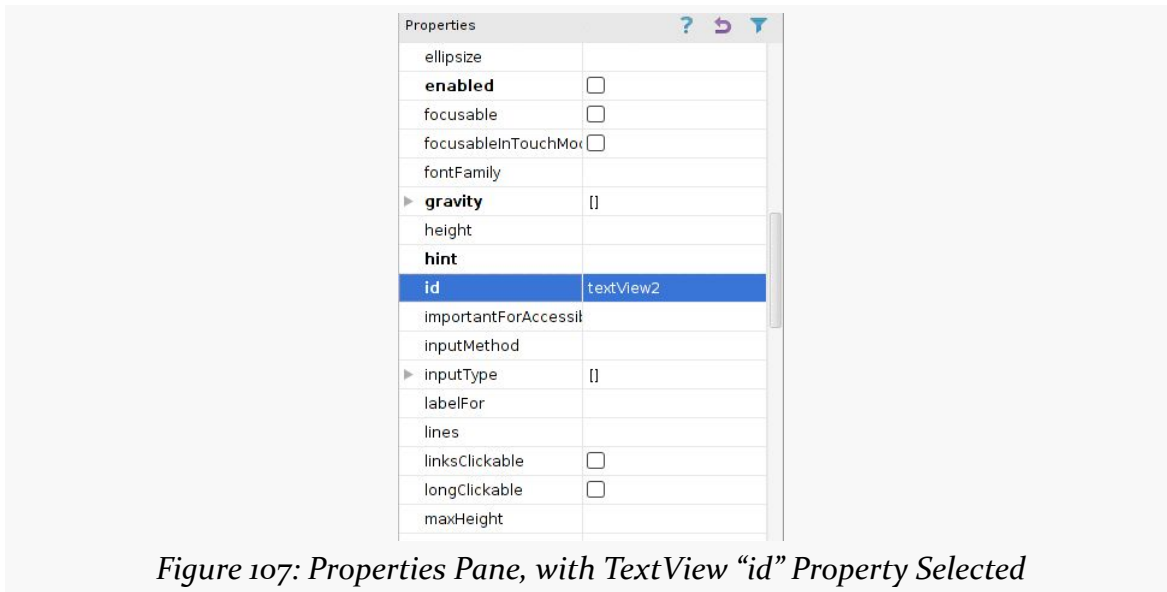 Properties
ellipsize
enabled
focusable
focusableInTouchMo
fontFamily
gravity []
height
hint
id textView2
importantForAccessib
inputMethod
inputType []
labelFor
lines
linksClickable
longClickable
maxHeight
Figure 107: Properties Pane, with TextView “id” Property Selected